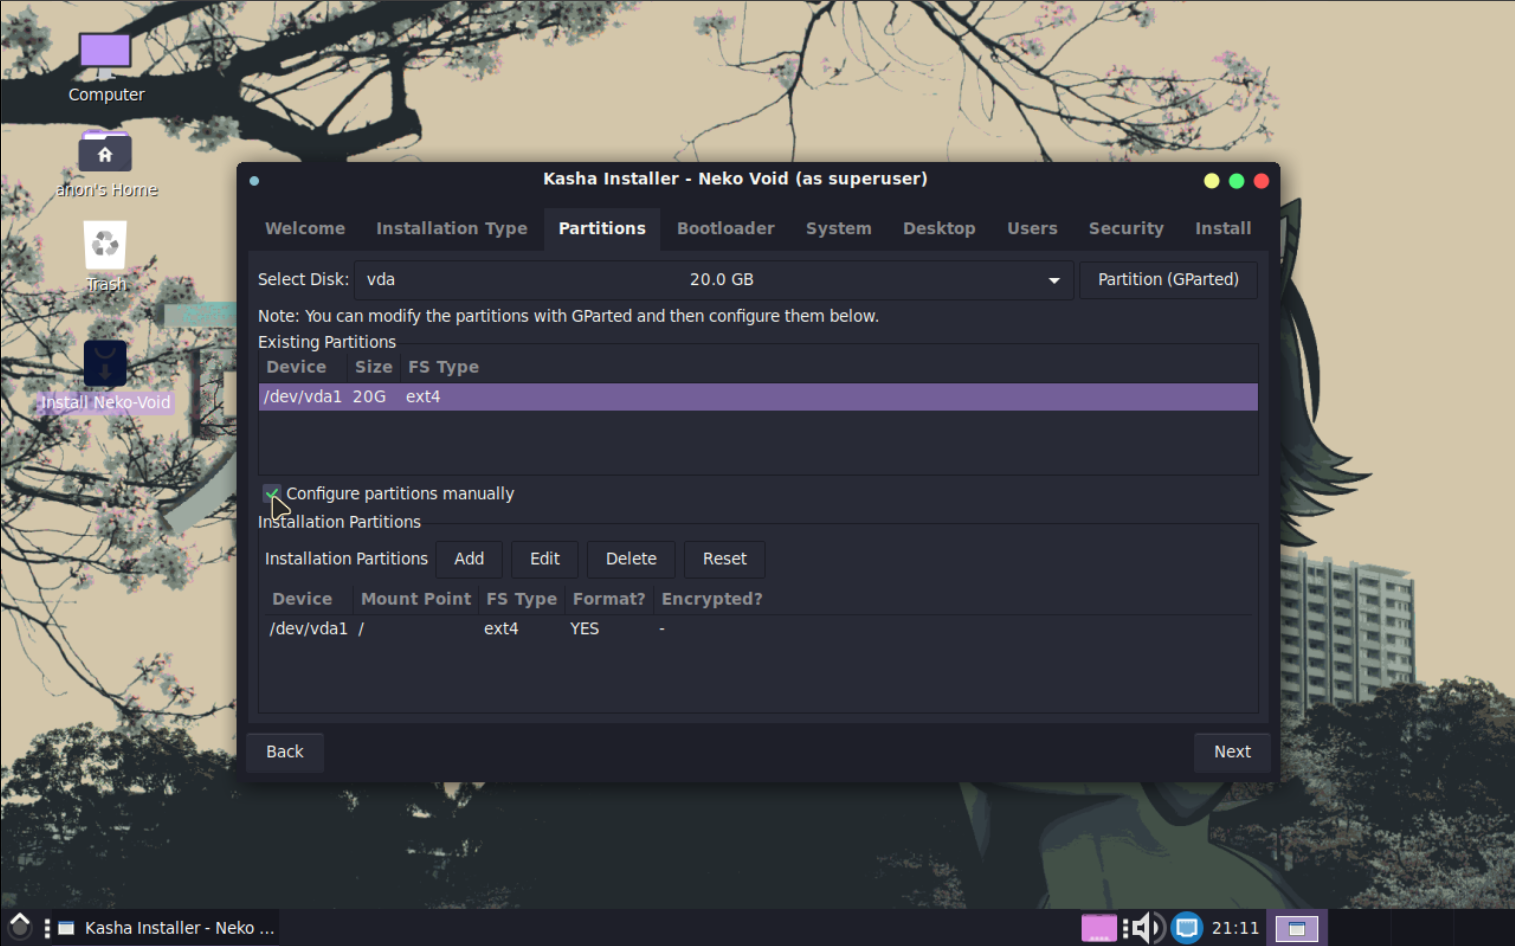 Computer
anon's Home
Trash
Install Neko-Void
Kasha Installer - Neko Void (as superuser)
Welcome Installation Type Partitions Bootloader System Desktop Users Security Install
Select Disk: vda 20.0 GB Partition (GParted)
Note: You can modify the partitions with GParted and then configure them below.
Existing Partitions
Device Size FS Type
/dev/vda1 20G ext4
Configure partitions manually
Installation Partitions
Installation Partitions Add Edit Delete Reset
Device Mount Point FS Type Format? Encrypted?
/dev/vda1 / ext4 YES -
Back Next
Kasha Installer - Neko ... 21:11